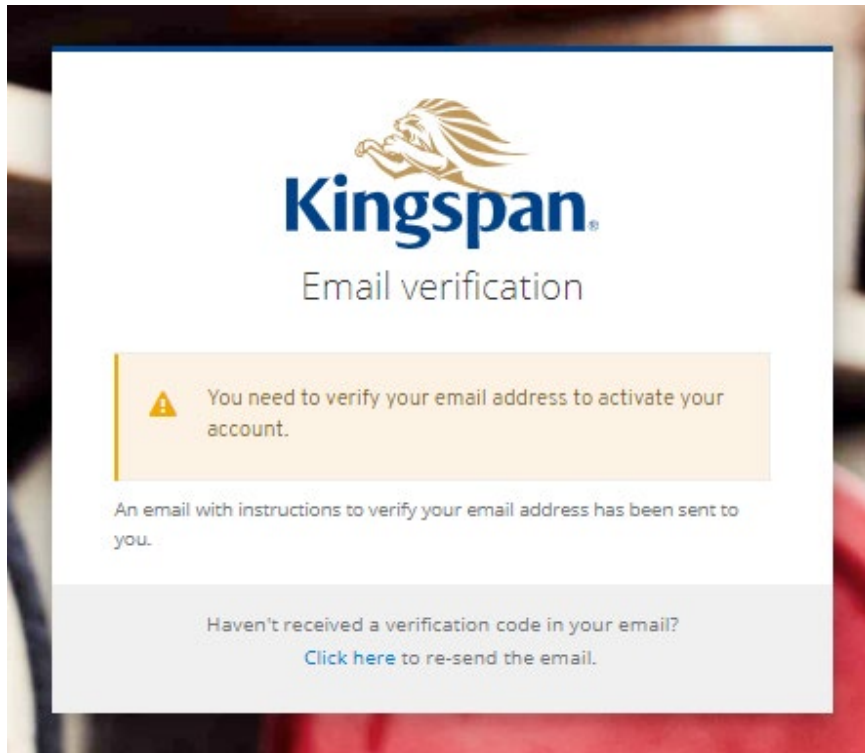 Kingspan®
Email verification
You need to verify your email address to activate your
account.
An email with instructions to verify your email address has been sent to
you.
Haven't received a verification code in your email?
Click here to re-send the email.